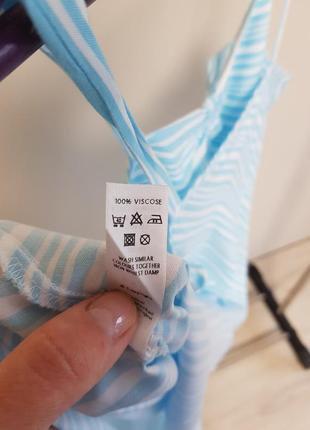 100% VISCOSE
WASH SIMILAR
COLOURS TOGETHER
IRON WHILST DAMP